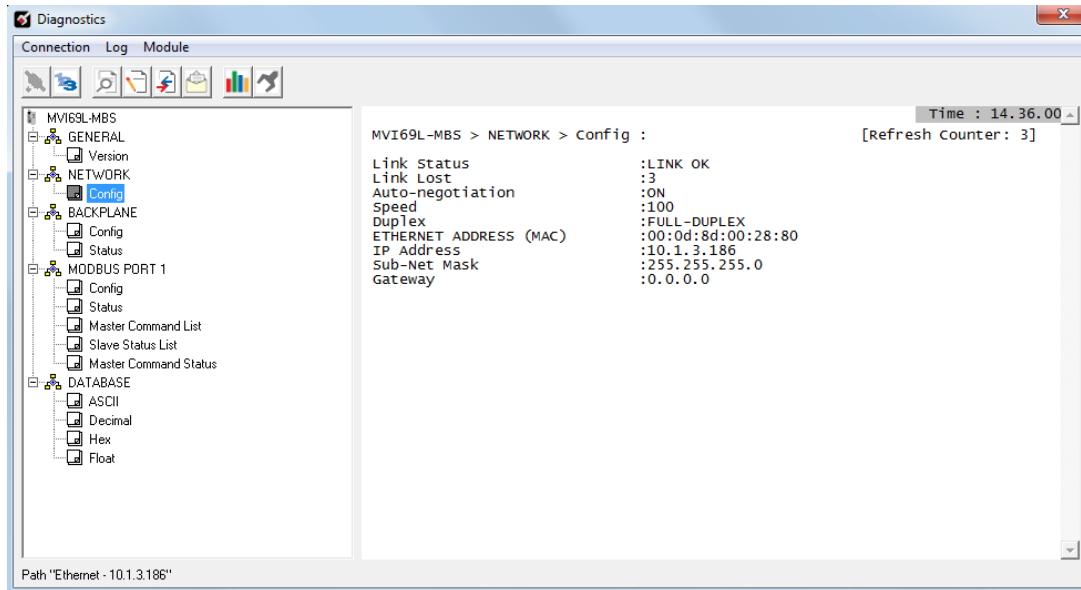 Diagnostics
Connection Log Module
MVI69L-MBS
GENERAL
Version
NETWORK
Config
BACKPLANE
Config
Status
MODBUS PORT 1
Config
Status
Master Command List
Slave Status List
Master Command Status
DATABASE
ASCII
Decimal
Hex
Float
Time : 14.36.00
MVI69L-MBS > NETWORK > Config : [Refresh Counter: 3]
Link Status :LINK OK
Link Lost :3
Auto-negotiation :ON
Speed :100
Duplex :FULL-DUPLEX
ETHERNET ADDRESS (MAC) :00:0d:8d:00:28:80
IP Address :10.1.3.186
Sub-Net Mask :255.255.255.0
Gateway :0.0.0.0
Path "Ethernet - 10.1.3.186"